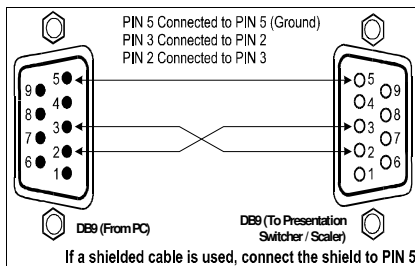 PIN 5 Connected to PIN 5 (Ground)
PIN 3 Connected to PIN 2
PIN 2 Connected to PIN 3
5
9
4
8
3
7
2
6
1
5
9
4
8
3
7
2
6
1
DB9 (From PC)
DB9 (To Presentation
Switcher / Scaler)
If a shielded cable is used, connect the shield to PIN 5